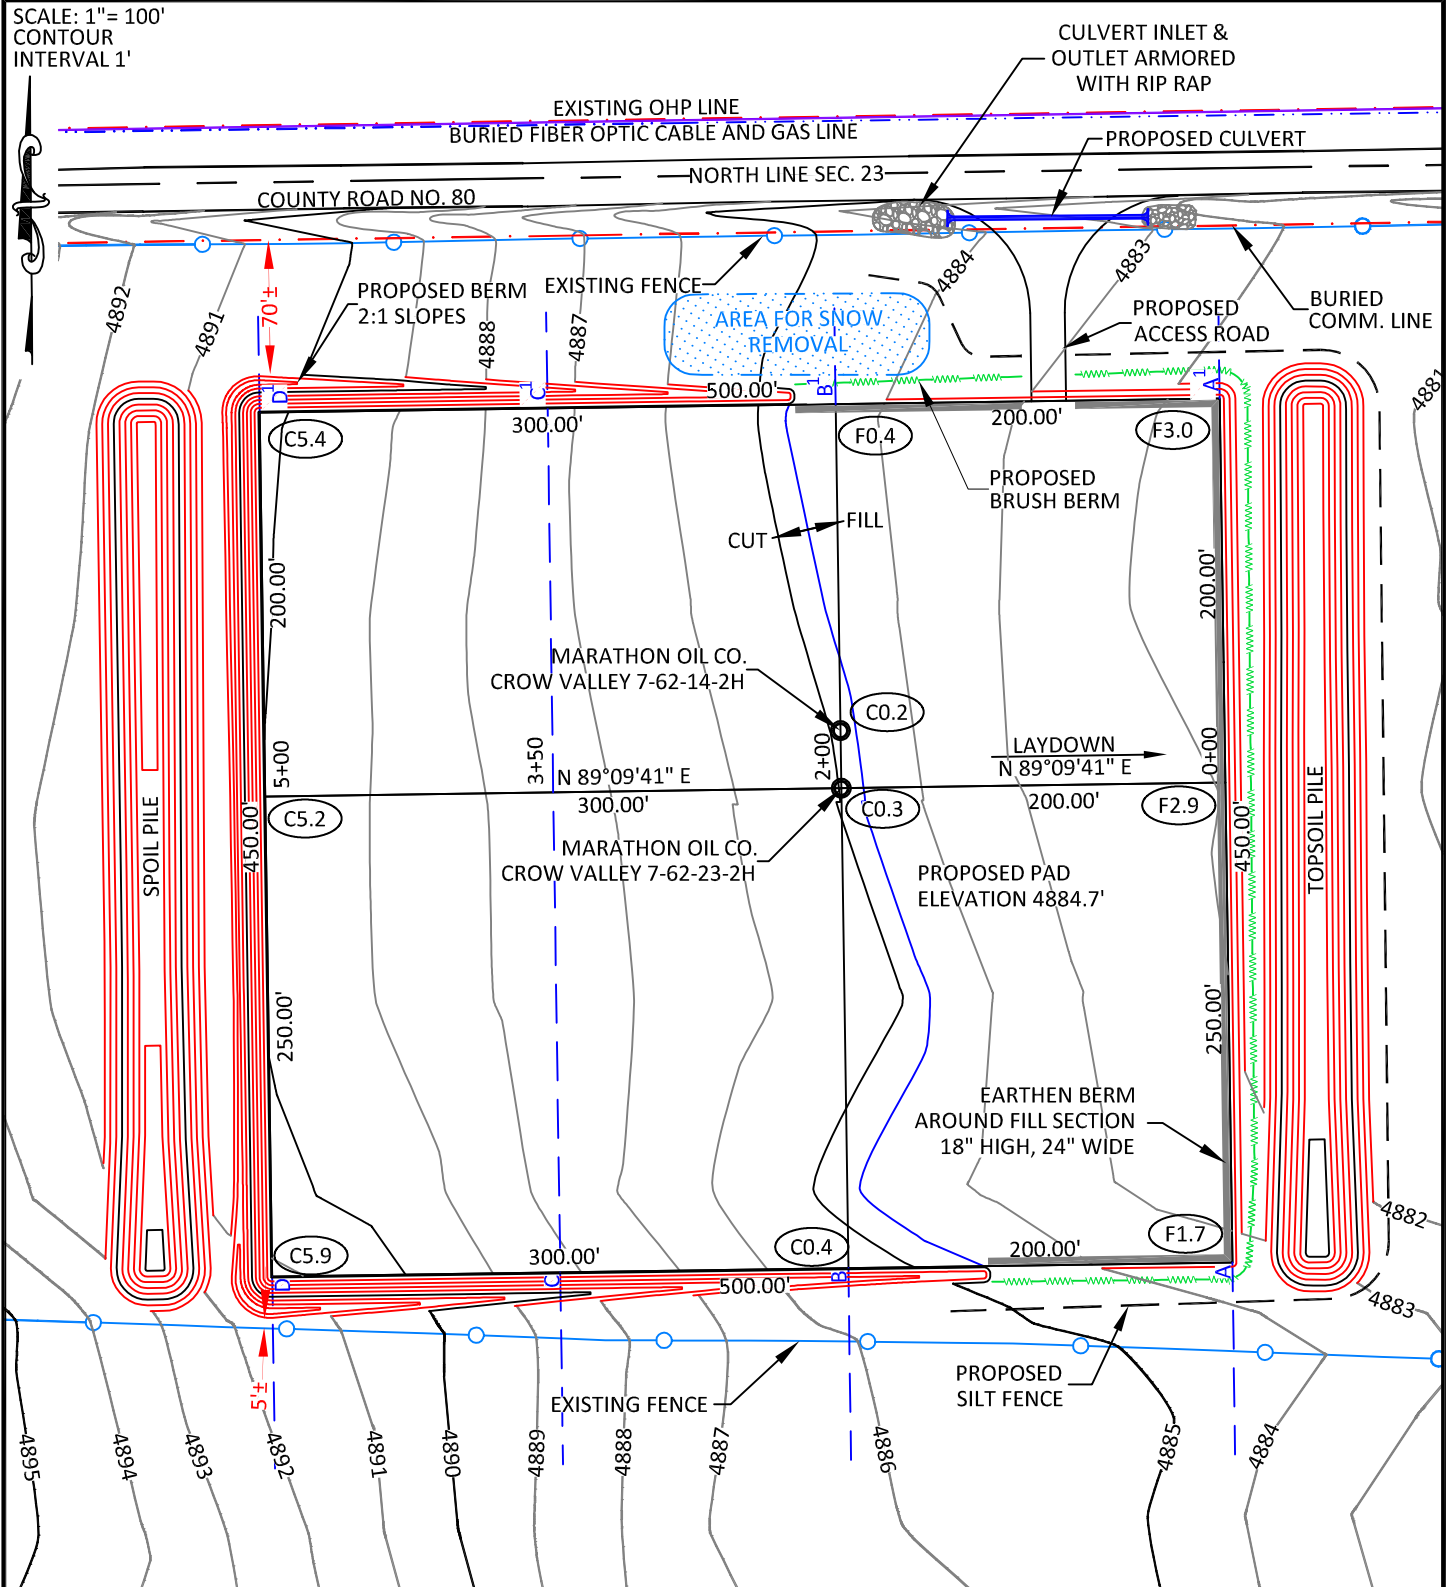 SCALE: 1"= 100'
CONTOUR
INTERVAL 1'
CULVERT INLET &
OUTLET ARMORED
WITH RIP RAP
EXISTING OHP LINE
BURIED FIBER OPTIC CABLE AND GAS LINE
PROPOSED CULVERT
NORTH LINE SEC. 23
COUNTY ROAD NO. 80
4892
4891
70'±
PROPOSED BERM
2:1 SLOPES
4888
4887
EXISTING FENCE
AREA FOR SNOW
REMOVAL
4884
4883
PROPOSED
ACCESS ROAD
BURIED
COMM. LINE
4881
D1
C1
B1
A1
500.00'
300.00'
200.00'
C5.4
F0.4
F3.0
PROPOSED
BRUSH BERM
CUT
FILL
200.00'
200.00'
MARATHON OIL CO.
CROW VALLEY 7-62-14-2H
C0.2
5+00
3+50
2+00
0+00
N 89°09'41" E
300.00'
LAYDOWN
N 89°09'41" E
200.00'
C5.2
C0.3
F2.9
SPOIL PILE
450.00'
450.00'
TOPSOIL PILE
MARATHON OIL CO.
CROW VALLEY 7-62-23-2H
PROPOSED PAD
ELEVATION 4884.7'
250.00'
250.00'
EARTHEN BERM
AROUND FILL SECTION
18" HIGH, 24" WIDE
4882
C5.9
300.00'
C0.4
200.00'
F1.7
D
C
500.00'
B
A
4883
5'±
EXISTING FENCE
PROPOSED
SILT FENCE
4895
4894
4893
4892
4891
4890
4889
4888
4887
4886
4885
4884